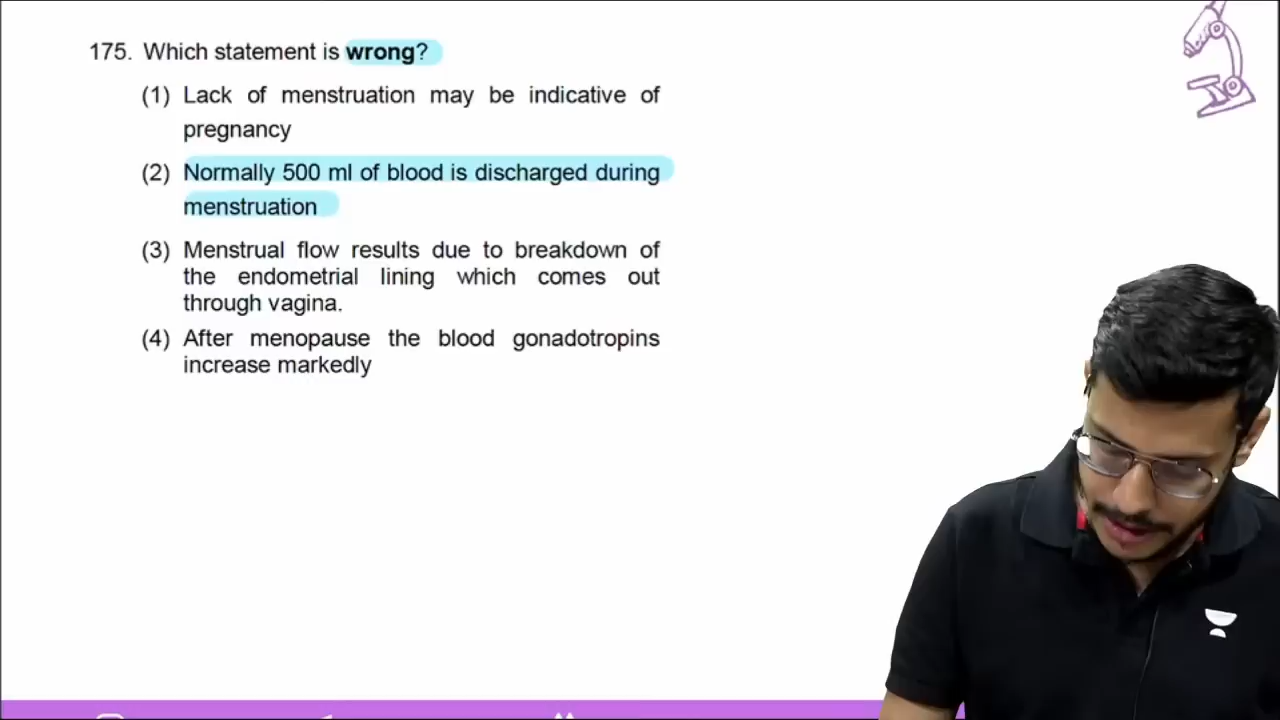 175. Which statement is wrong?
(1) Lack of menstruation may be indicative of
pregnancy
(2) Normally 500 ml of blood is discharged during
menstruation
(3) Menstrual flow results due to breakdown of
the endometrial lining which comes out
through vagina.
(4) After menopause the blood gonadotropins
increase markedly